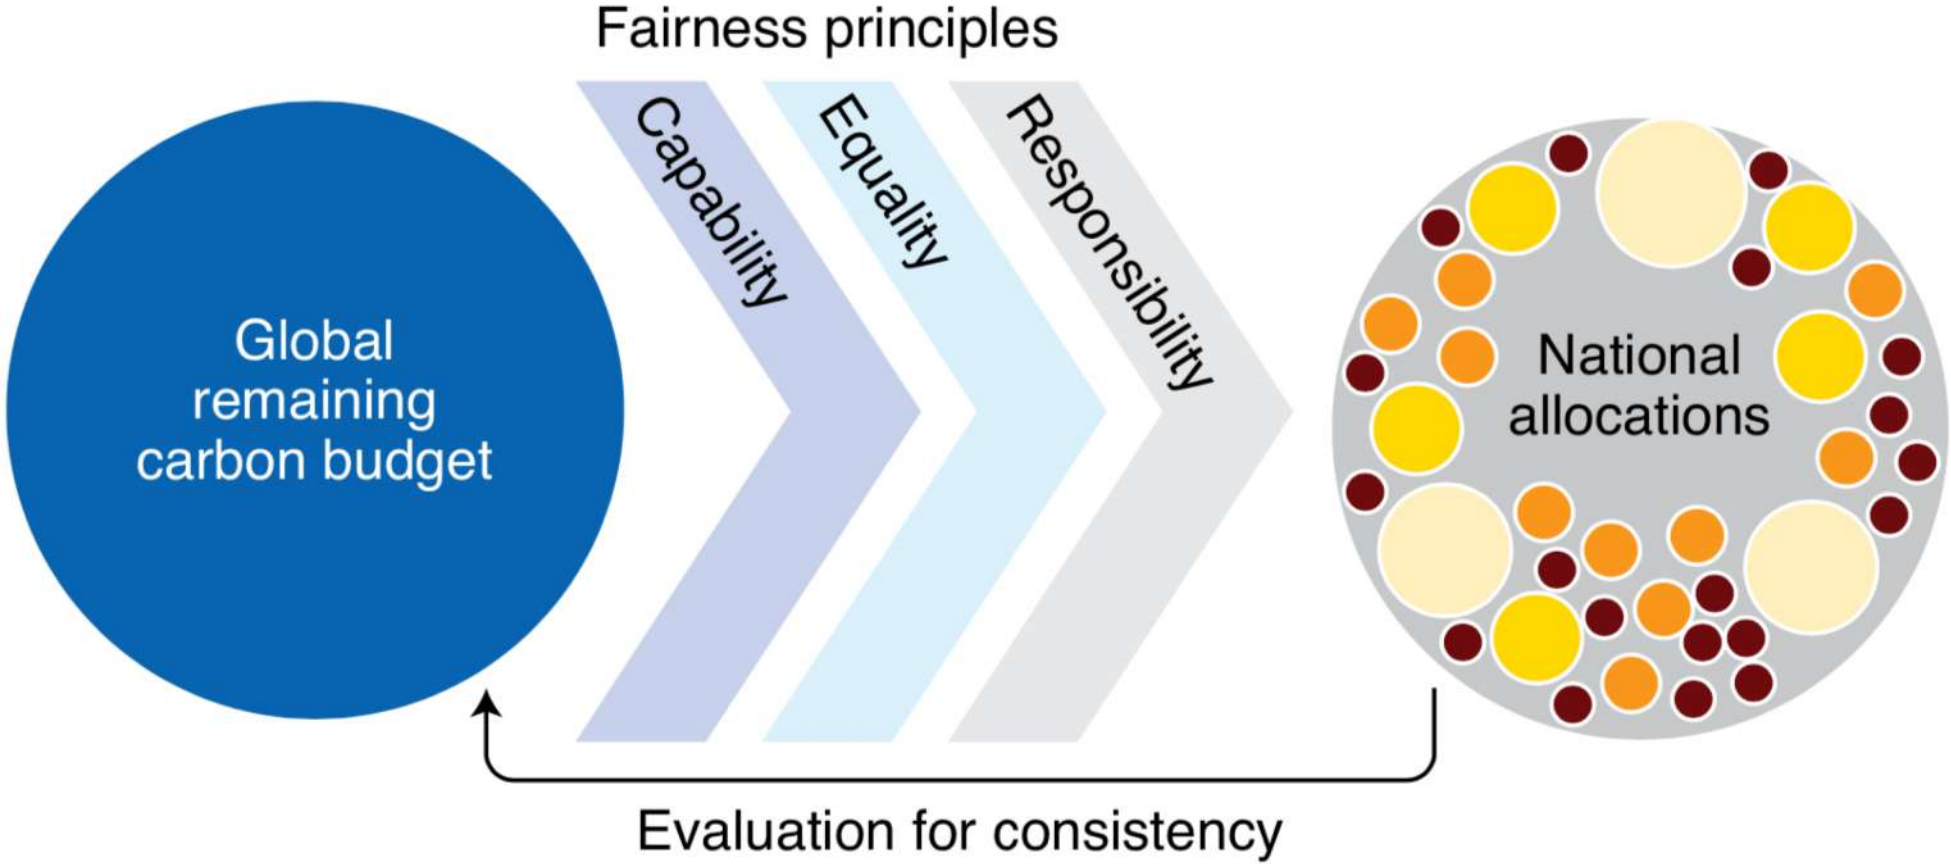 Fairness principles
Global
remaining
carbon budget
Capability
Equality
Responsibility
National
allocations
Evaluation for consistency